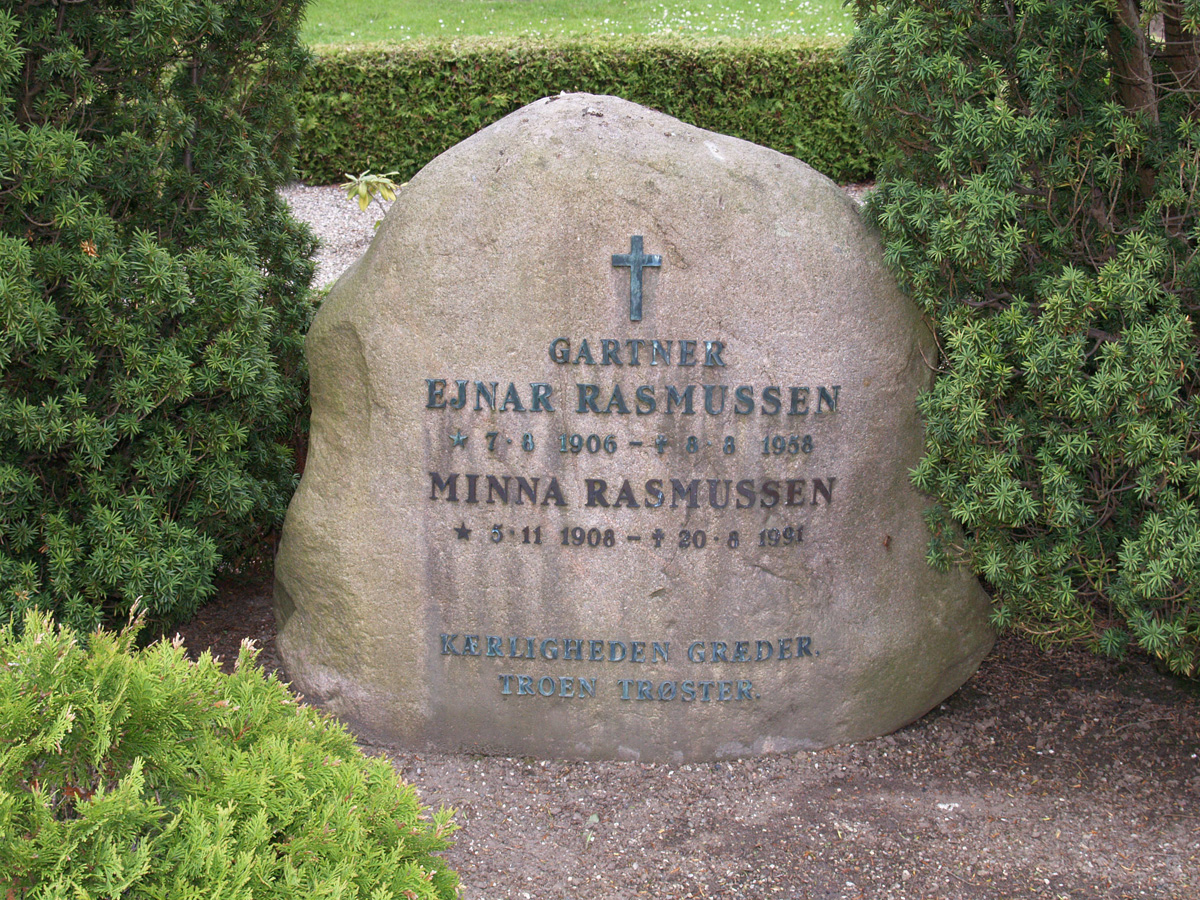 GARTNER
EJNAR RASMUSSEN
★ 7·8 1906 – ✝ 8·8 1958
MINNA RASMUSSEN
★ 5·11 1908 – ✝ 20·8 1991
KÆRLIGHEDEN GRÆDER.
TROEN TRØSTER.